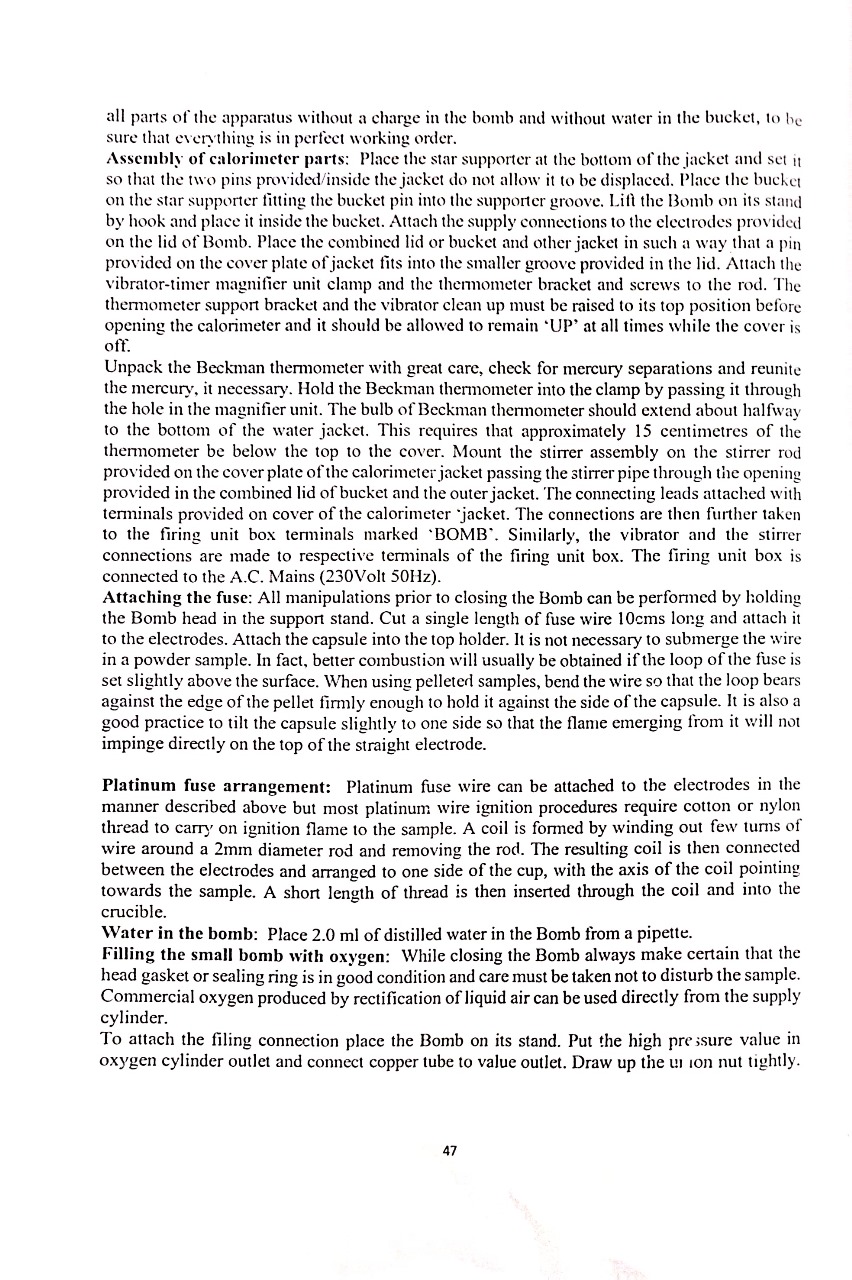 all parts of the apparatus without a charge in the bomb and without water in the bucket, to be
sure that everything is in perfect working order.
Assembly of calorimeter parts: Place the star supporter at the bottom of the jacket and set it
so that the two pins provided/inside the jacket do not allow it to be displaced. Place the bucket
on the star supporter fitting the bucket pin into the supporter groove. Lift the Bomb on its stand
by hook and place it inside the bucket. Attach the supply connections to the electrodes provided
on the lid of Bomb. Place the combined lid or bucket and other jacket in such a way that a pin
provided on the cover plate of jacket fits into the smaller groove provided in the lid. Attach the
vibrator-timer magnifier unit clamp and the thermometer bracket and screws to the rod. The
thermometer support bracket and the vibrator clean up must be raised to its top position before
opening the calorimeter and it should be allowed to remain ‘UP’ at all times while the cover is
off.
Unpack the Beckman thermometer with great care, check for mercury separations and reunite
the mercury, it necessary. Hold the Beckman thermometer into the clamp by passing it through
the hole in the magnifier unit. The bulb of Beckman thermometer should extend about halfway
to the bottom of the water jacket. This requires that approximately 15 centimetres of the
thermometer be below the top to the cover. Mount the stirrer assembly on the stirrer rod
provided on the cover plate of the calorimeter jacket passing the stirrer pipe through the opening
provided in the combined lid of bucket and the outer jacket. The connecting leads attached with
terminals provided on cover of the calorimeter ‘jacket. The connections are then further taken
to the firing unit box terminals marked ‘BOMB’. Similarly, the vibrator and the stirrer
connections are made to respective terminals of the firing unit box. The firing unit box is
connected to the A.C. Mains (230Volt 50Hz).
Attaching the fuse: All manipulations prior to closing the Bomb can be performed by holding
the Bomb head in the support stand. Cut a single length of fuse wire 10cms long and attach it
to the electrodes. Attach the capsule into the top holder. It is not necessary to submerge the wire
in a powder sample. In fact, better combustion will usually be obtained if the loop of the fuse is
set slightly above the surface. When using pelleted samples, bend the wire so that the loop bears
against the edge of the pellet firmly enough to hold it against the side of the capsule. It is also a
good practice to tilt the capsule slightly to one side so that the flame emerging from it will not
impinge directly on the top of the straight electrode.
Platinum fuse arrangement: Platinum fuse wire can be attached to the electrodes in the
manner described above but most platinum wire ignition procedures require cotton or nylon
thread to carry on ignition flame to the sample. A coil is formed by winding out few turns of
wire around a 2mm diameter rod and removing the rod. The resulting coil is then connected
between the electrodes and arranged to one side of the cup, with the axis of the coil pointing
towards the sample. A short length of thread is then inserted through the coil and into the
crucible.
Water in the bomb: Place 2.0 ml of distilled water in the Bomb from a pipette.
Filling the small bomb with oxygen: While closing the Bomb always make certain that the
head gasket or sealing ring is in good condition and care must be taken not to disturb the sample.
Commercial oxygen produced by rectification of liquid air can be used directly from the supply
cylinder.
To attach the filing connection place the Bomb on its stand. Put the high pressure value in
oxygen cylinder outlet and connect copper tube to value outlet. Draw up the union nut tightly.
47